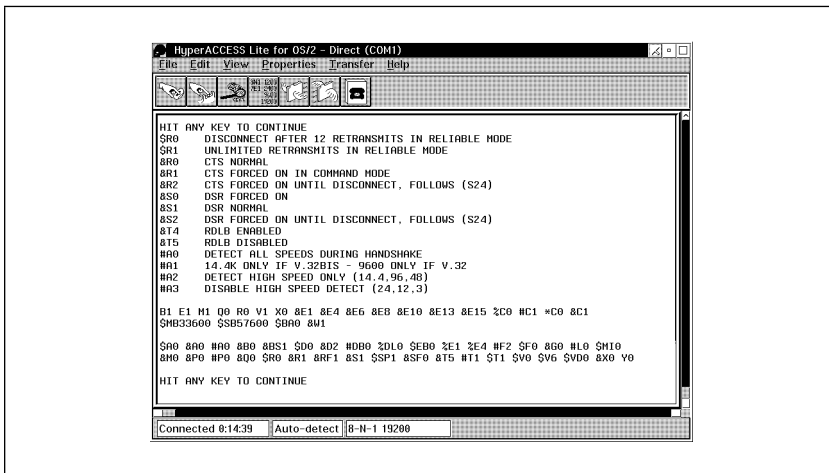 HyperACCESS Lite for OS/2 - Direct (COM1)
File Edit View Properties Transfer Help
HIT ANY KEY TO CONTINUE
$R0 DISCONNECT AFTER 12 RETRANSMITS IN RELIABLE MODE
$R1 UNLIMITED RETRANSMITS IN RELIABLE MODE
&R0 CTS NORMAL
&R1 CTS FORCED ON IN COMMAND MODE
&R2 CTS FORCED ON UNTIL DISCONNECT, FOLLOWS (S24)
&S0 DSR FORCED ON
&S1 DSR NORMAL
&S2 DSR FORCED ON UNTIL DISCONNECT, FOLLOWS (S24)
&T4 RDLB ENABLED
&T5 RDLB DISABLED
#A0 DETECT ALL SPEEDS DURING HANDSHAKE
#A1 14.4K ONLY IF V.32BIS - 9600 ONLY IF V.32
#A2 DETECT HIGH SPEED ONLY (14.4,96,48)
#A3 DISABLE HIGH SPEED DETECT (24,12,3)
B1 E1 M1 Q0 R0 V1 X0 &E1 &E4 &E6 &E8 &E10 &E13 &E15 %C0 #C1 *C0 &C1
$MB33600 $SB57600 $BA0 &W1
$A0 &A0 #A0 &B0 &BS1 $D0 &D2 #DB0 %DL0 $EB0 %E1 %E4 #F2 $F0 &G0 #L0 $MI0
&M0 &P0 #P0 &Q0 $R0 &R1 &RF1 &S1 $SP1 &SF0 &T5 #T1 $T1 $V0 $V6 $VD0 &X0 Y0
HIT ANY KEY TO CONTINUE
Connected 0:14:39 Auto-detect 8-N-1 19200